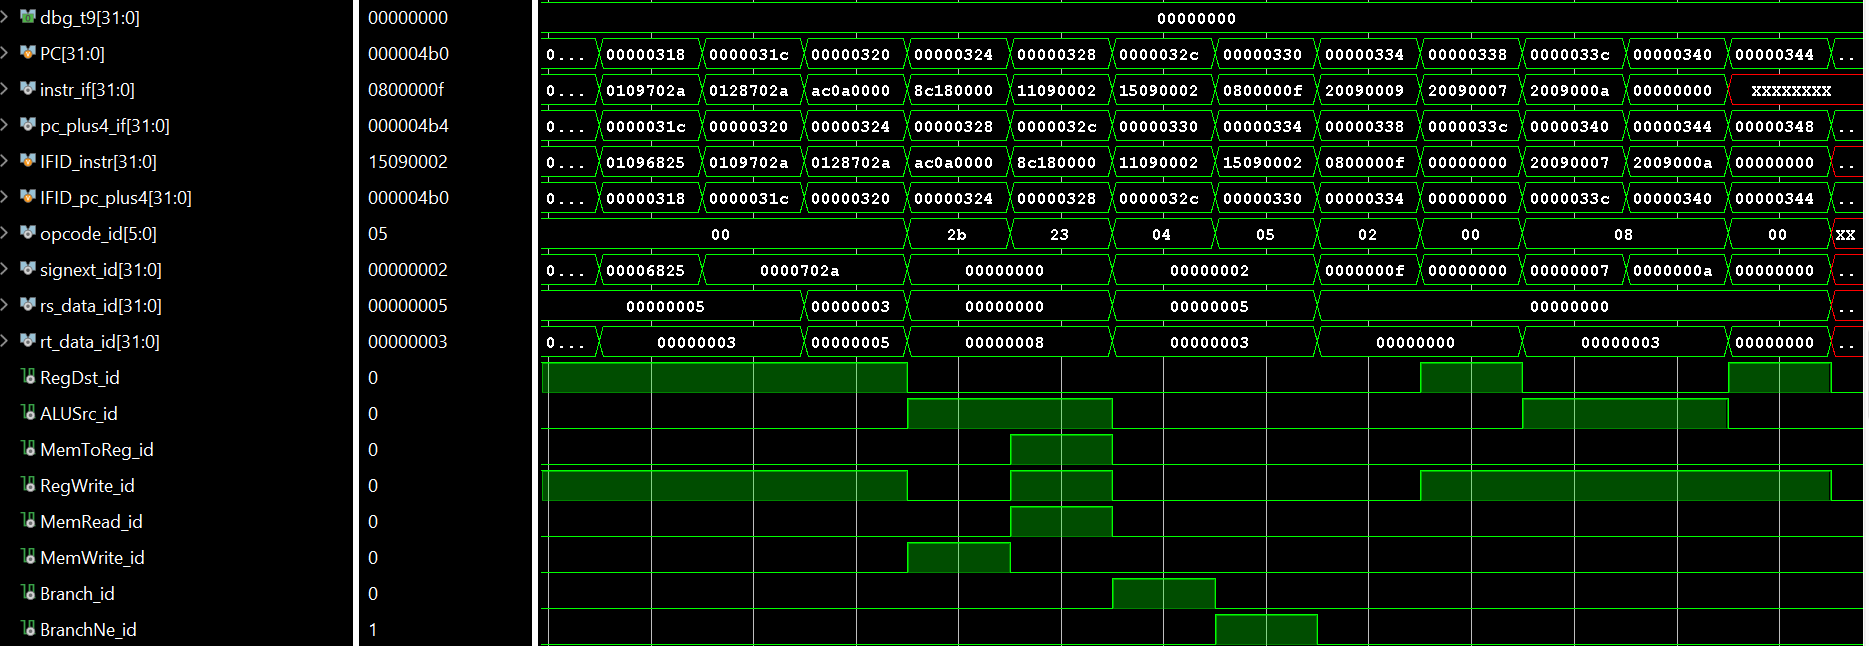 dbg_t9[31:0] 00000000 00000000
PC[31:0] 000004b0 0... 00000318 0000031c 00000320 00000324 00000328 0000032c 00000330 00000334 00000338 0000033c 00000340 00000344 ..
instr_if[31:0] 0800000f 0... 0109702a 0128702a ac0a0000 8c180000 11090002 15090002 0800000f 20090009 20090007 2009000a 00000000 XXXXXXXX
pc_plus4_if[31:0] 000004b4 0... 0000031c 00000320 00000324 00000328 0000032c 00000330 00000334 00000338 0000033c 00000340 00000344 00000348 ..
IFID_instr[31:0] 15090002 0... 01096825 0109702a 0128702a ac0a0000 8c180000 11090002 15090002 0800000f 00000000 20090007 2009000a 00000000 ..
IFID_pc_plus4[31:0] 000004b0 0... 00000318 0000031c 00000320 00000324 00000328 0000032c 00000330 00000334 00000000 0000033c 00000340 00000344 ..
opcode_id[5:0] 05 00 2b 23 04 05 02 00 08 00 XX
signext_id[31:0] 00000002 0... 00006825 0000702a 00000000 00000002 0000000f 00000000 00000007 0000000a 00000000 ..
rs_data_id[31:0] 00000005 00000005 00000003 00000000 00000005 00000000 ..
rt_data_id[31:0] 00000003 0... 00000003 00000005 00000008 00000003 00000000 00000003 00000000 ..
RegDst_id 0
ALUSrc_id 0
MemToReg_id 0
RegWrite_id 0
MemRead_id 0
MemWrite_id 0
Branch_id 0
BranchNe_id 1